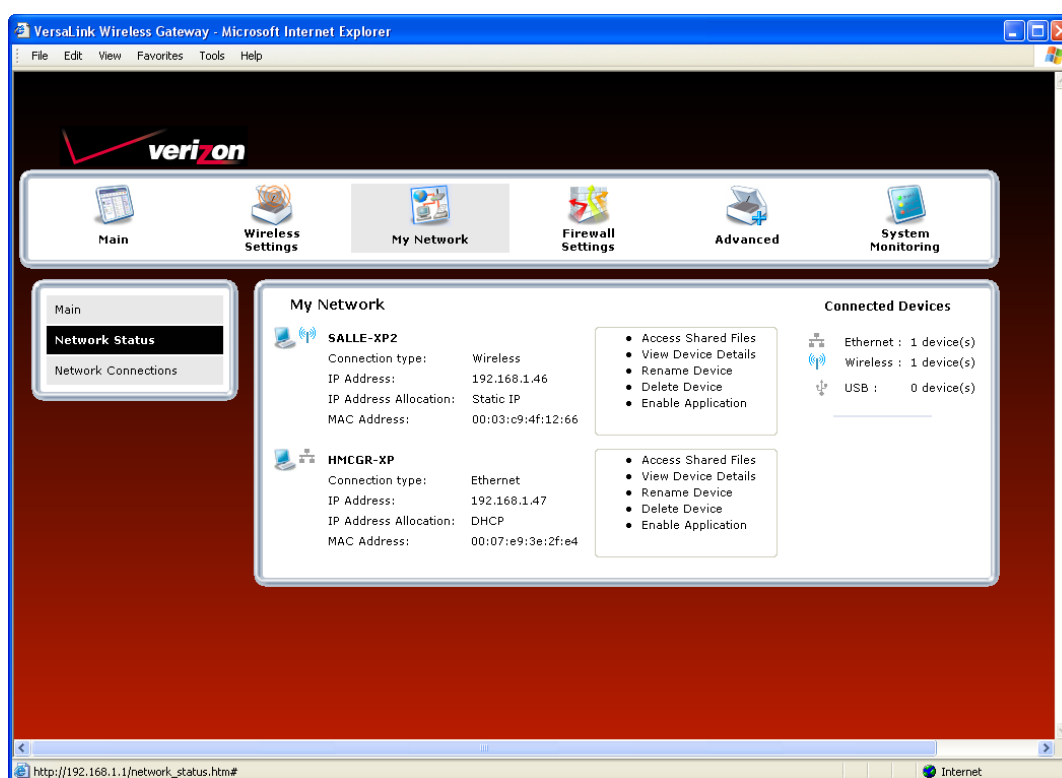 VersaLink Wireless Gateway - Microsoft Internet Explorer
File Edit View Favorites Tools Help
verizon
Main
Wireless Settings
My Network
Firewall Settings
Advanced
System Monitoring
Main
Network Status
Network Connections
My Network
SALLE-XP2
Connection type: Wireless
IP Address: 192.168.1.46
IP Address Allocation: Static IP
MAC Address: 00:03:c9:4f:12:66
• Access Shared Files
• View Device Details
• Rename Device
• Delete Device
• Enable Application
HMCGR-XP
Connection type: Ethernet
IP Address: 192.168.1.47
IP Address Allocation: DHCP
MAC Address: 00:07:e9:3e:2f:e4
• Access Shared Files
• View Device Details
• Rename Device
• Delete Device
• Enable Application
Connected Devices
Ethernet : 1 device(s)
Wireless : 1 device(s)
USB : 0 device(s)
http://192.168.1.1/network_status.htm#
Internet